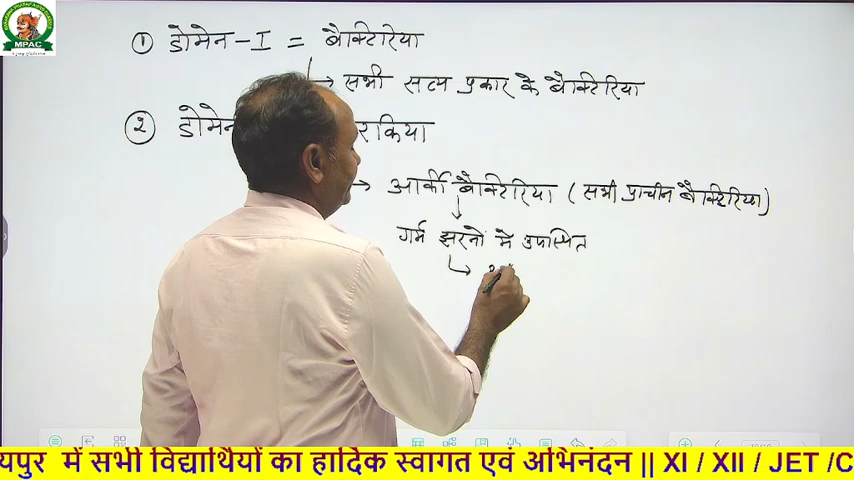 ① डोमेन-I = बैक्टिरिया
↳ सभी सत्य प्रकार के बैक्टिरिया
② डोमे रकिया
→ आर्की बैक्टिरिया (सभी प्राचीन बैक्टिरिया)
↓
गर्म झरनो मे उपस्थित
↳
MPAC
यपुर में सभी विद्यार्थियों का हार्दिक स्वागत एवं अभिनंदन || XI / XII / JET /C